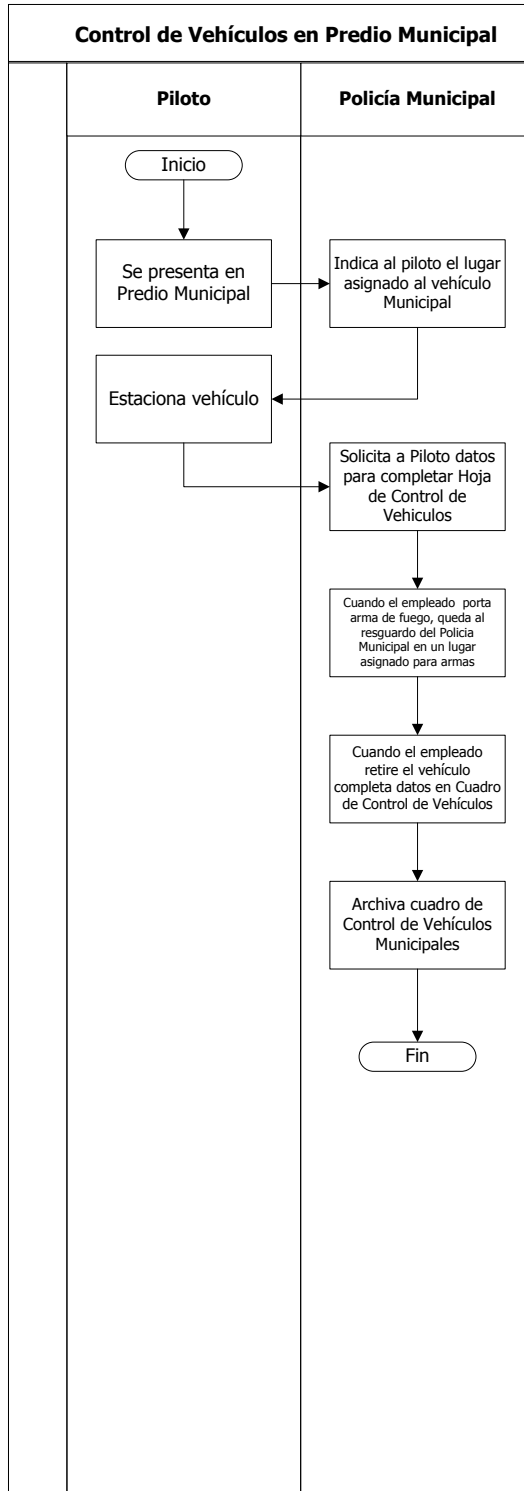 Control de Vehículos en Predio Municipal
Piloto
Policía Municipal
Inicio
Se presenta en
Predio Municipal
Indica al piloto el lugar
asignado al vehículo
Municipal
Estaciona vehículo
Solicita a Piloto datos
para completar Hoja
de Control de
Vehiculos
Cuando el empleado porta
arma de fuego, queda al
resguardo del Policia
Municipal en un lugar
asignado para armas
Cuando el empleado
retire el vehículo
completa datos en Cuadro
de Control de Vehículos
Archiva cuadro de
Control de Vehículos
Municipales
Fin